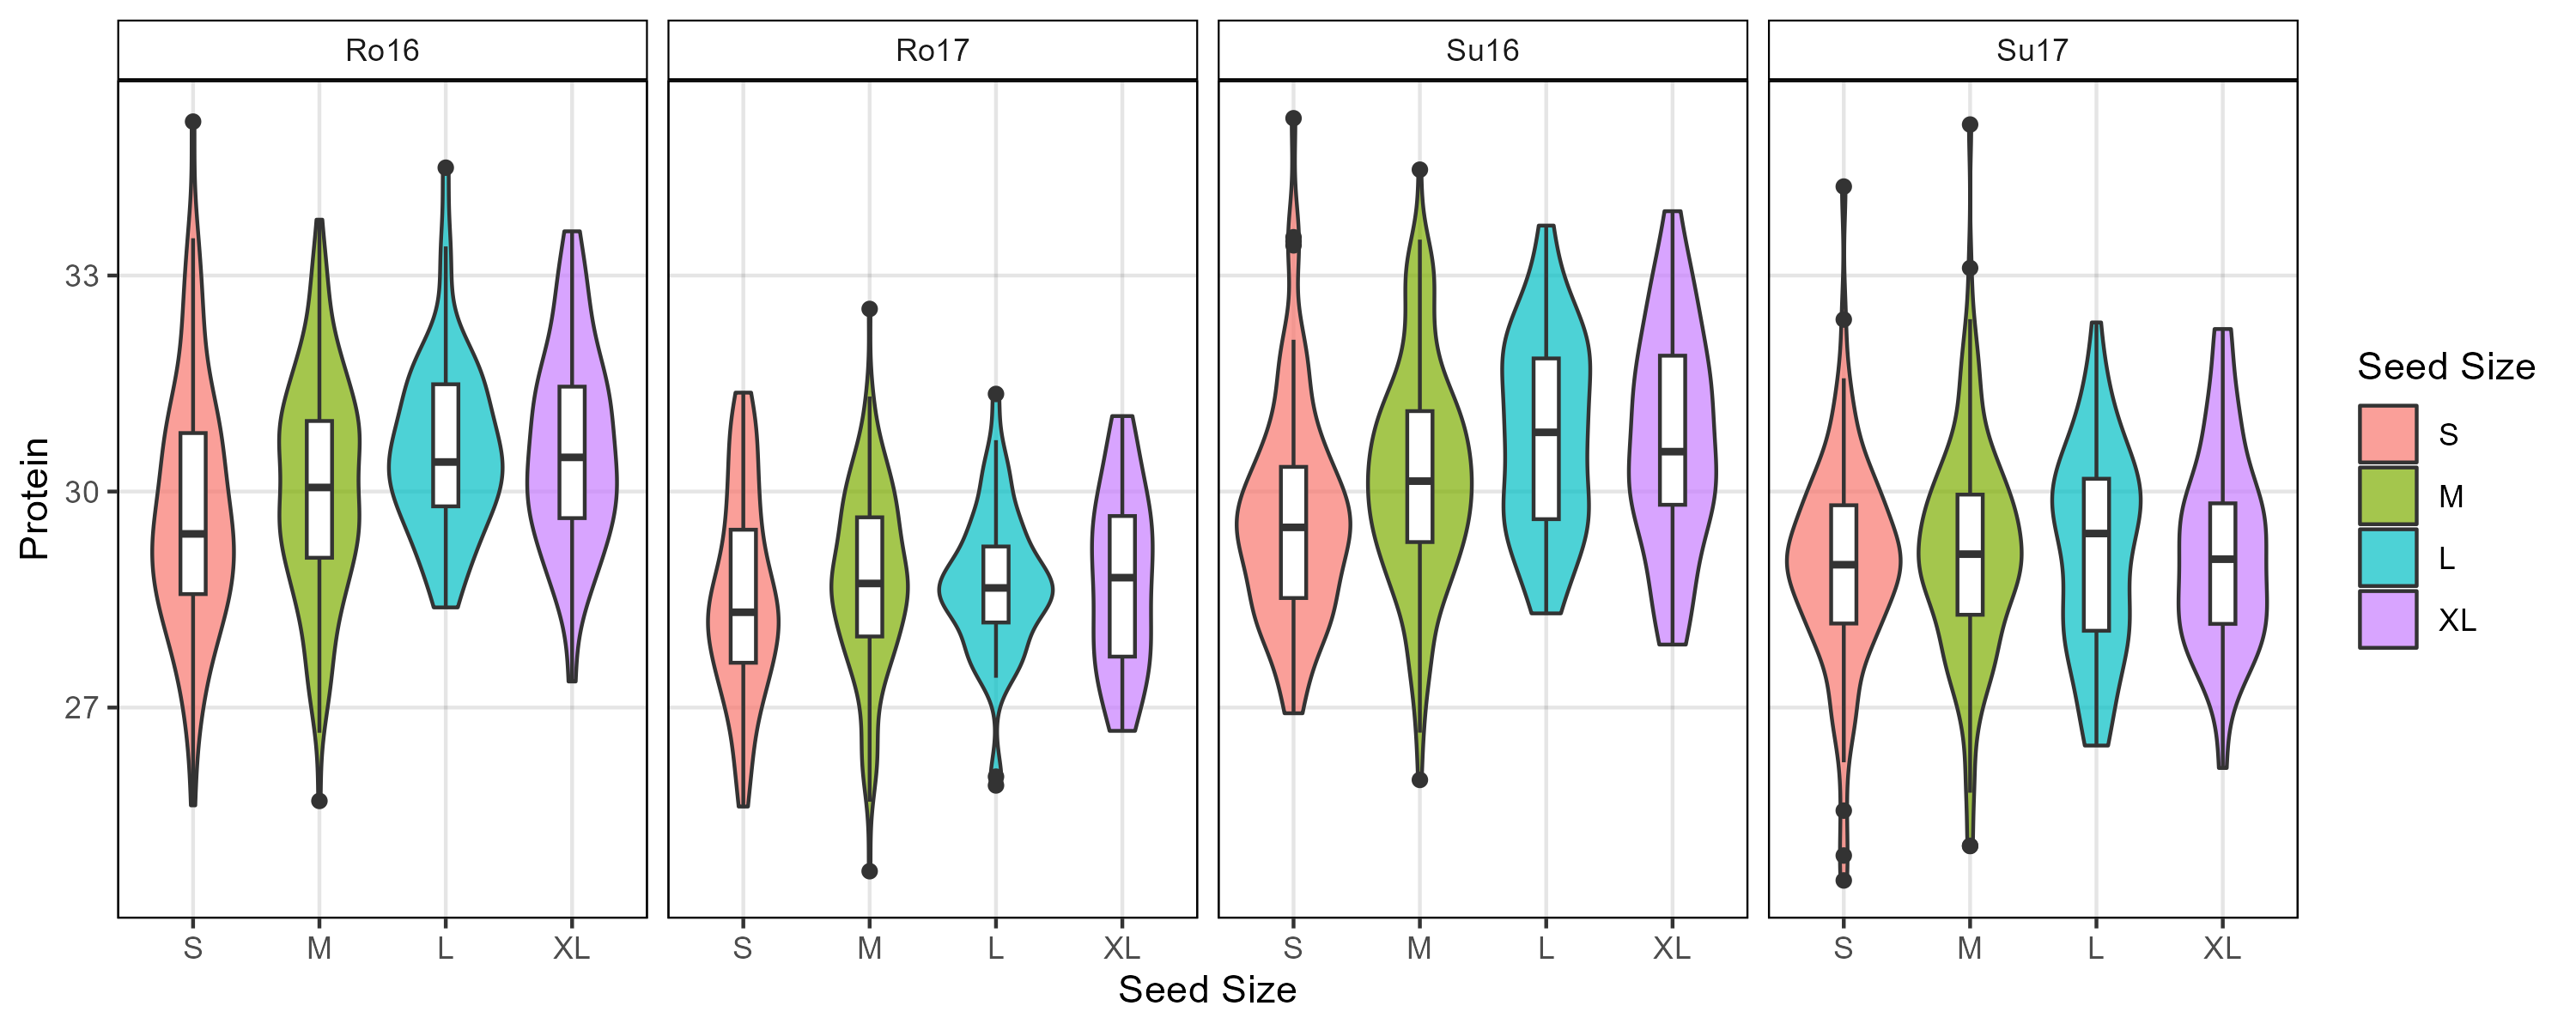 Ro16 Ro17 Su16 Su17
Protein
33
30
27
S M L XL S M L XL S M L XL S M L XL
Seed Size
Seed Size
S
M
L
XL